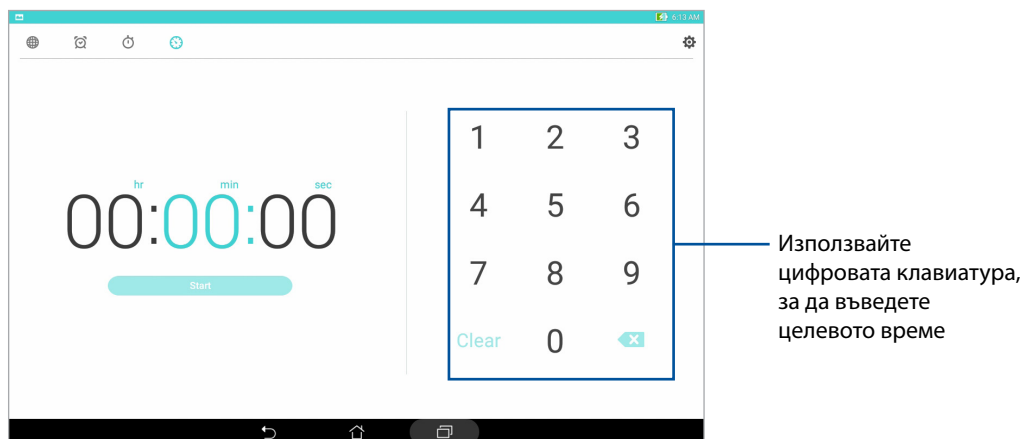 6:13 AM
hr min sec
00:00:00
Start
1 2 3
4 5 6
7 8 9
Clear 0
Използвайте
цифровата клавиатура,
за да въведете
целевото време